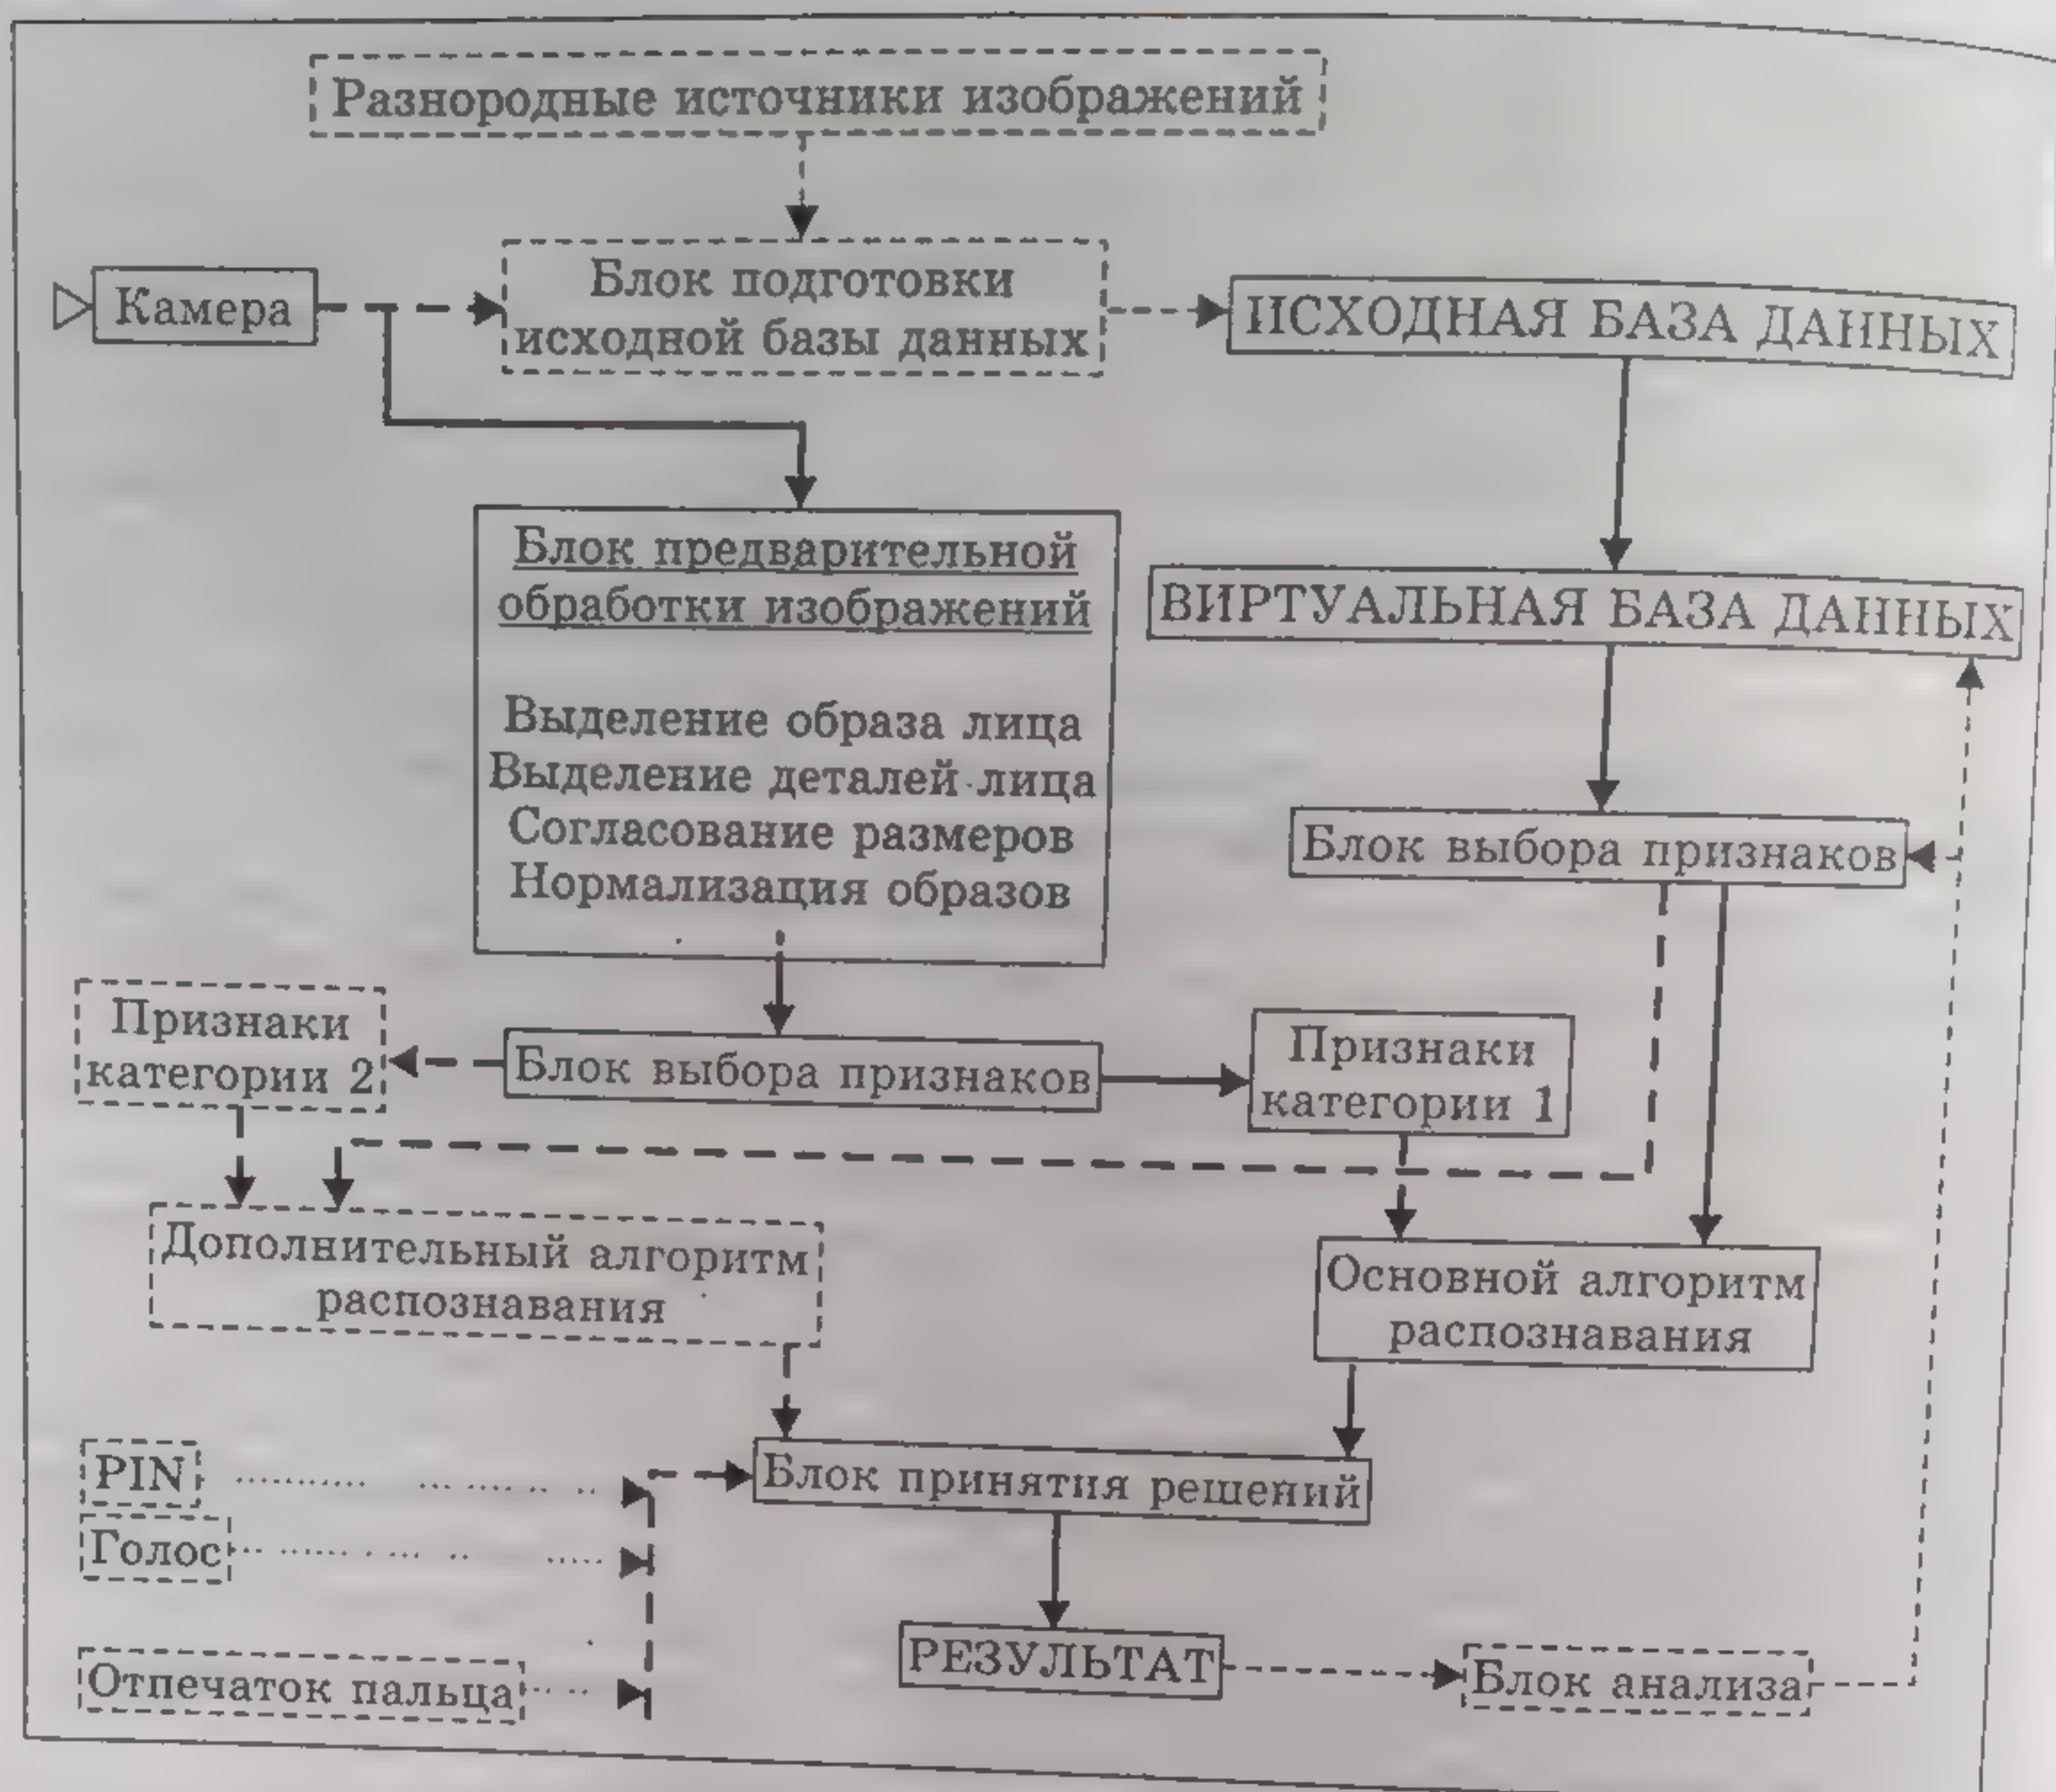 Разнородные источники изображений
Камера
Блок подготовки
исходной базы данных
ИСХОДНАЯ БАЗА ДАННЫХ
Блок предварительной
обработки изображений
ВИРТУАЛЬНАЯ БАЗА ДАННЫХ
Выделение образа лица
Выделение деталей лица
Согласование размеров
Нормализация образов
Блок выбора признаков
Признаки
категории 2
Блок выбора признаков
Признаки
категории 1
Дополнительный алгоритм
распознавания
Основной алгоритм
распознавания
PIN
Блок принятия решений
Голос
Отпечаток пальца
РЕЗУЛЬТАТ
Блок анализа